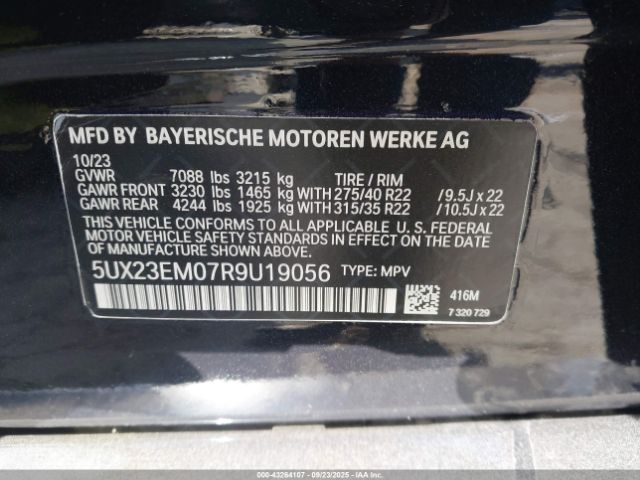 MFD BY BAYERISCHE MOTOREN WERKE AG
10/23
GVWR 7088 lbs 3215 kg TIRE / RIM
GAWR FRONT 3230 lbs 1465 kg WITH 275/40 R22 / 9.5J x 22
GAWR REAR 4244 lbs 1925 kg WITH 315/35 R22 / 10.5J x 22
THIS VEHICLE CONFORMS TO ALL APPLICABLE U. S. FEDERAL
MOTOR VEHICLE SAFETY STANDARDS IN EFFECT ON THE DATE
OF MANUFACTURE SHOWN ABOVE.
5UX23EM07R9U19056 TYPE: MPV
416M
7 320 729
000-43264107 - 09/23/2025 - Copyright IAA, LLC